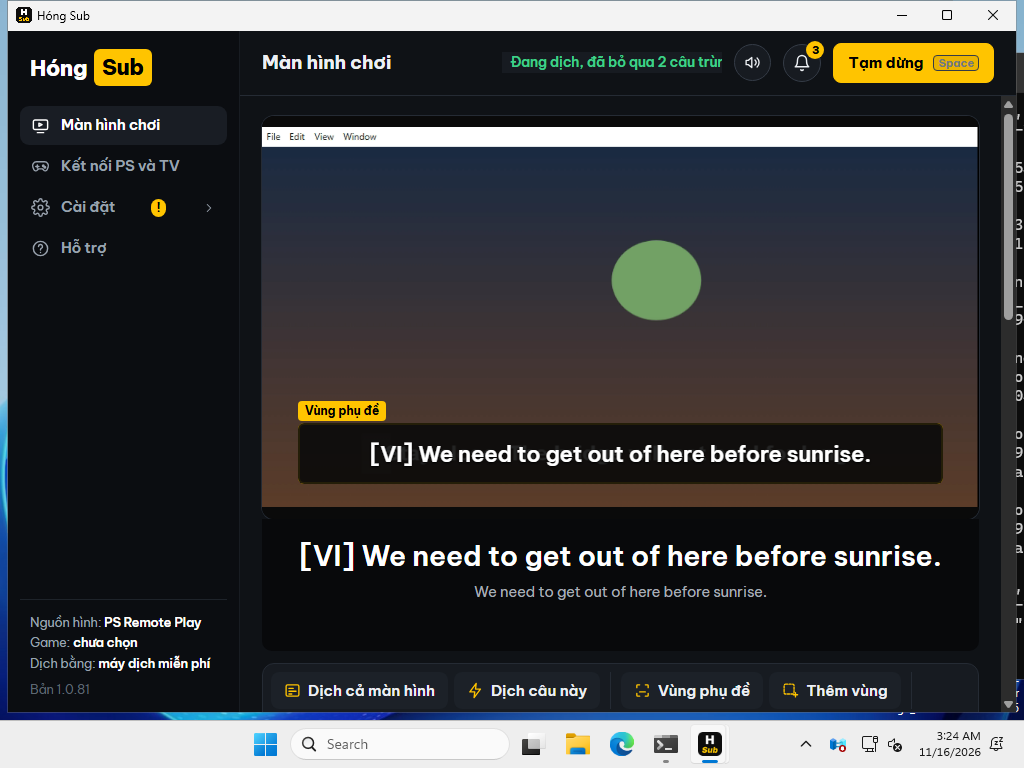 Hóng Sub
Hóng Sub
Màn hình chơi
Kết nối PS và TV
Cài đặt !
Hỗ trợ
Nguồn hình: PS Remote Play
Game: chưa chọn
Dịch bằng: máy dịch miễn phí
Bản 1.0.81
Màn hình chơi
Đang dịch, đã bỏ qua 2 câu trùn
3
Tạm dừng Space
File Edit View Window
Vùng phụ đề
[VI] We need to get out of here before sunrise.
[VI] We need to get out of here before sunrise.
We need to get out of here before sunrise.
Dịch cả màn hình
Dịch câu này
Vùng phụ đề
Thêm vùng
Search
H
Sub
3:24 AM
11/16/2026